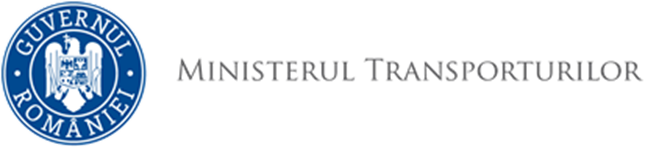 GUVERNUL
ROMÂNIEI
MINISTERUL TRANSPORTURILOR